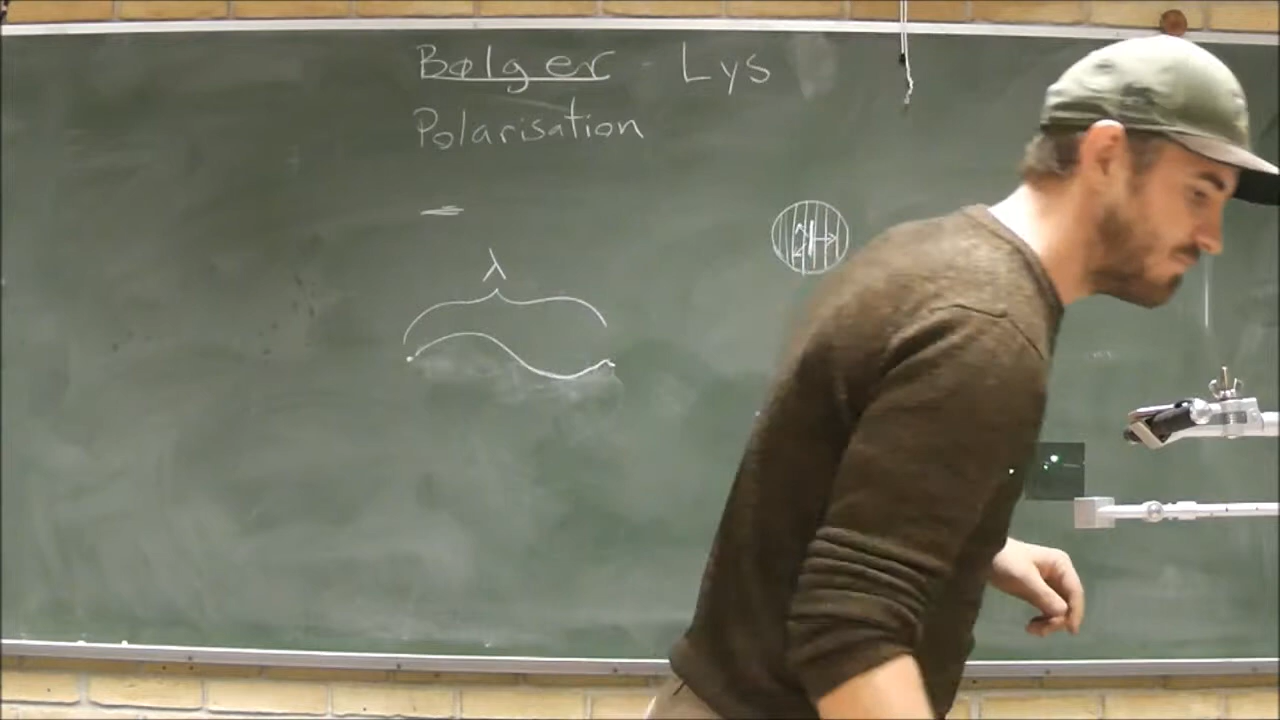 Bølger - Lys
Polarisation
λ